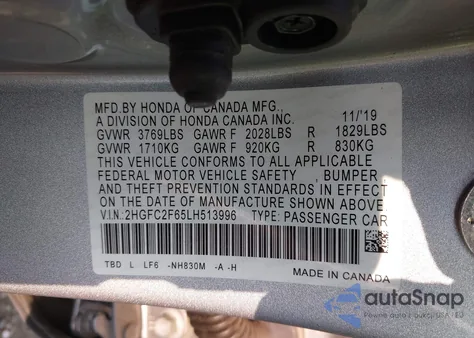 MFD.BY HONDA OF CANADA MFG.,
A DIVISION OF HONDA CANADA INC. 11/'19
GVWR 3769LBS GAWR F 2028LBS R 1829LBS
GVWR 1710KG GAWR F 920KG R 830KG
THIS VEHICLE CONFORMS TO ALL APPLICABLE
FEDERAL MOTOR VEHICLE SAFETY , BUMPER,
AND THEFT PREVENTION STANDARDS IN EFFECT
ON THE DATE OF MANUFACTURE SHOWN ABOVE.
V.I.N.: 2HGFC2F65LH513996 TYPE: PASSENGER CAR
TBD L LF6 -NH830M -A -H
MADE IN CANADA
autoSnap